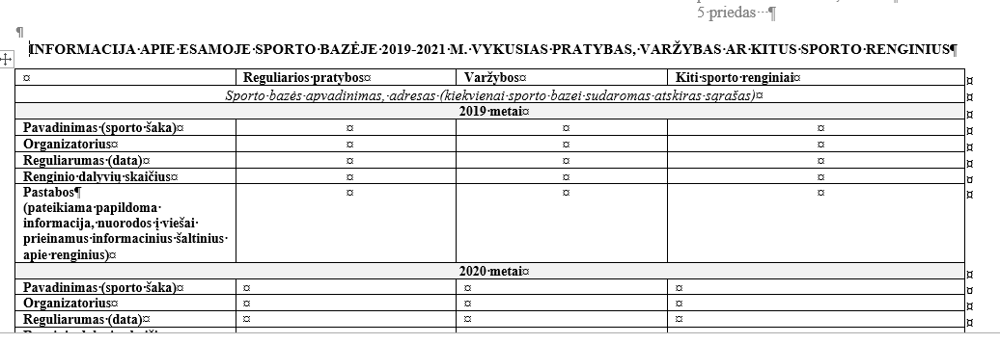 5 priedas
INFORMACIJA APIE ESAMOJE SPORTO BAZĖJE 2019-2021 M. VYKUSIAS PRATYBAS, VARŽYBAS AR KITUS SPORTO RENGINIUS
Reguliarios pratybos Varžybos Kiti sporto renginiai
Sporto bazės apvadinimas, adresas (kiekvienai sporto bazei sudaromas atskiras sąrašas)
2019 metai
Pavadinimas (sporto šaka)
Organizatorius
Reguliarumas (data)
Renginio dalyvių skaičius
Pastabos
(pateikiama papildoma
informacija, nuorodos į viešai
prieinamus informacinius šaltinius
apie renginius)
2020 metai
Pavadinimas (sporto šaka)
Organizatorius
Reguliarumas (data)